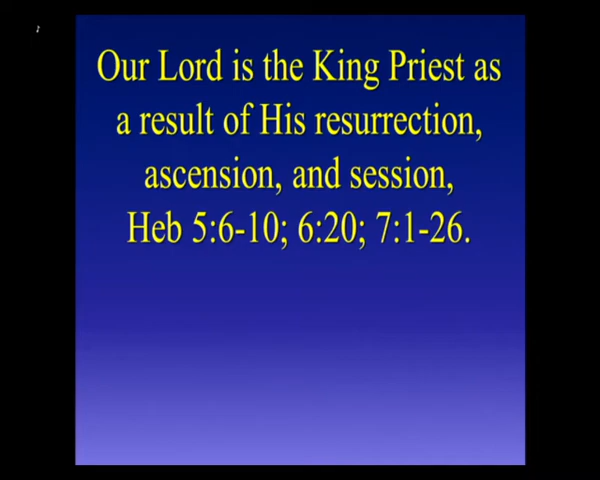 Our Lord is the King Priest as
a result of His resurrection,
ascension, and session,
Heb 5:6-10; 6:20; 7:1-26.